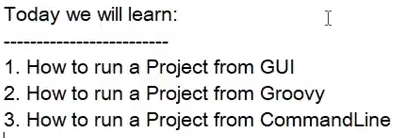 Today we will learn:
-------------------------
1. How to run a Project from GUI
2. How to run a Project from Groovy
3. How to run a Project from CommandLine